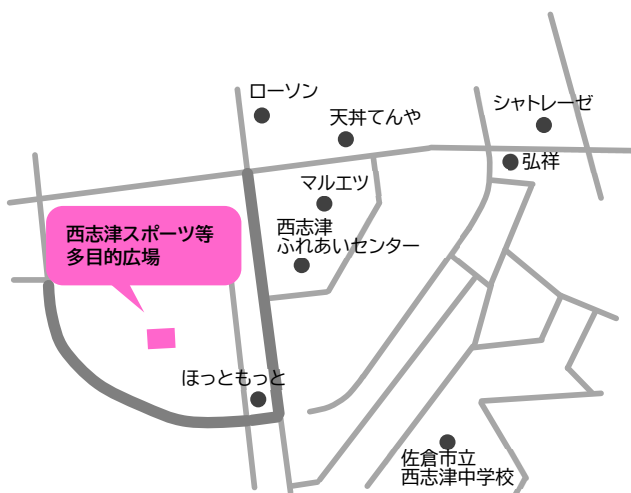 ローソン
天丼てんや
シャトレーゼ
弘祥
マルエツ
西志津
ふれあいセンター
西志津スポーツ等
多目的広場
ほっともっと
佐倉市立
西志津中学校